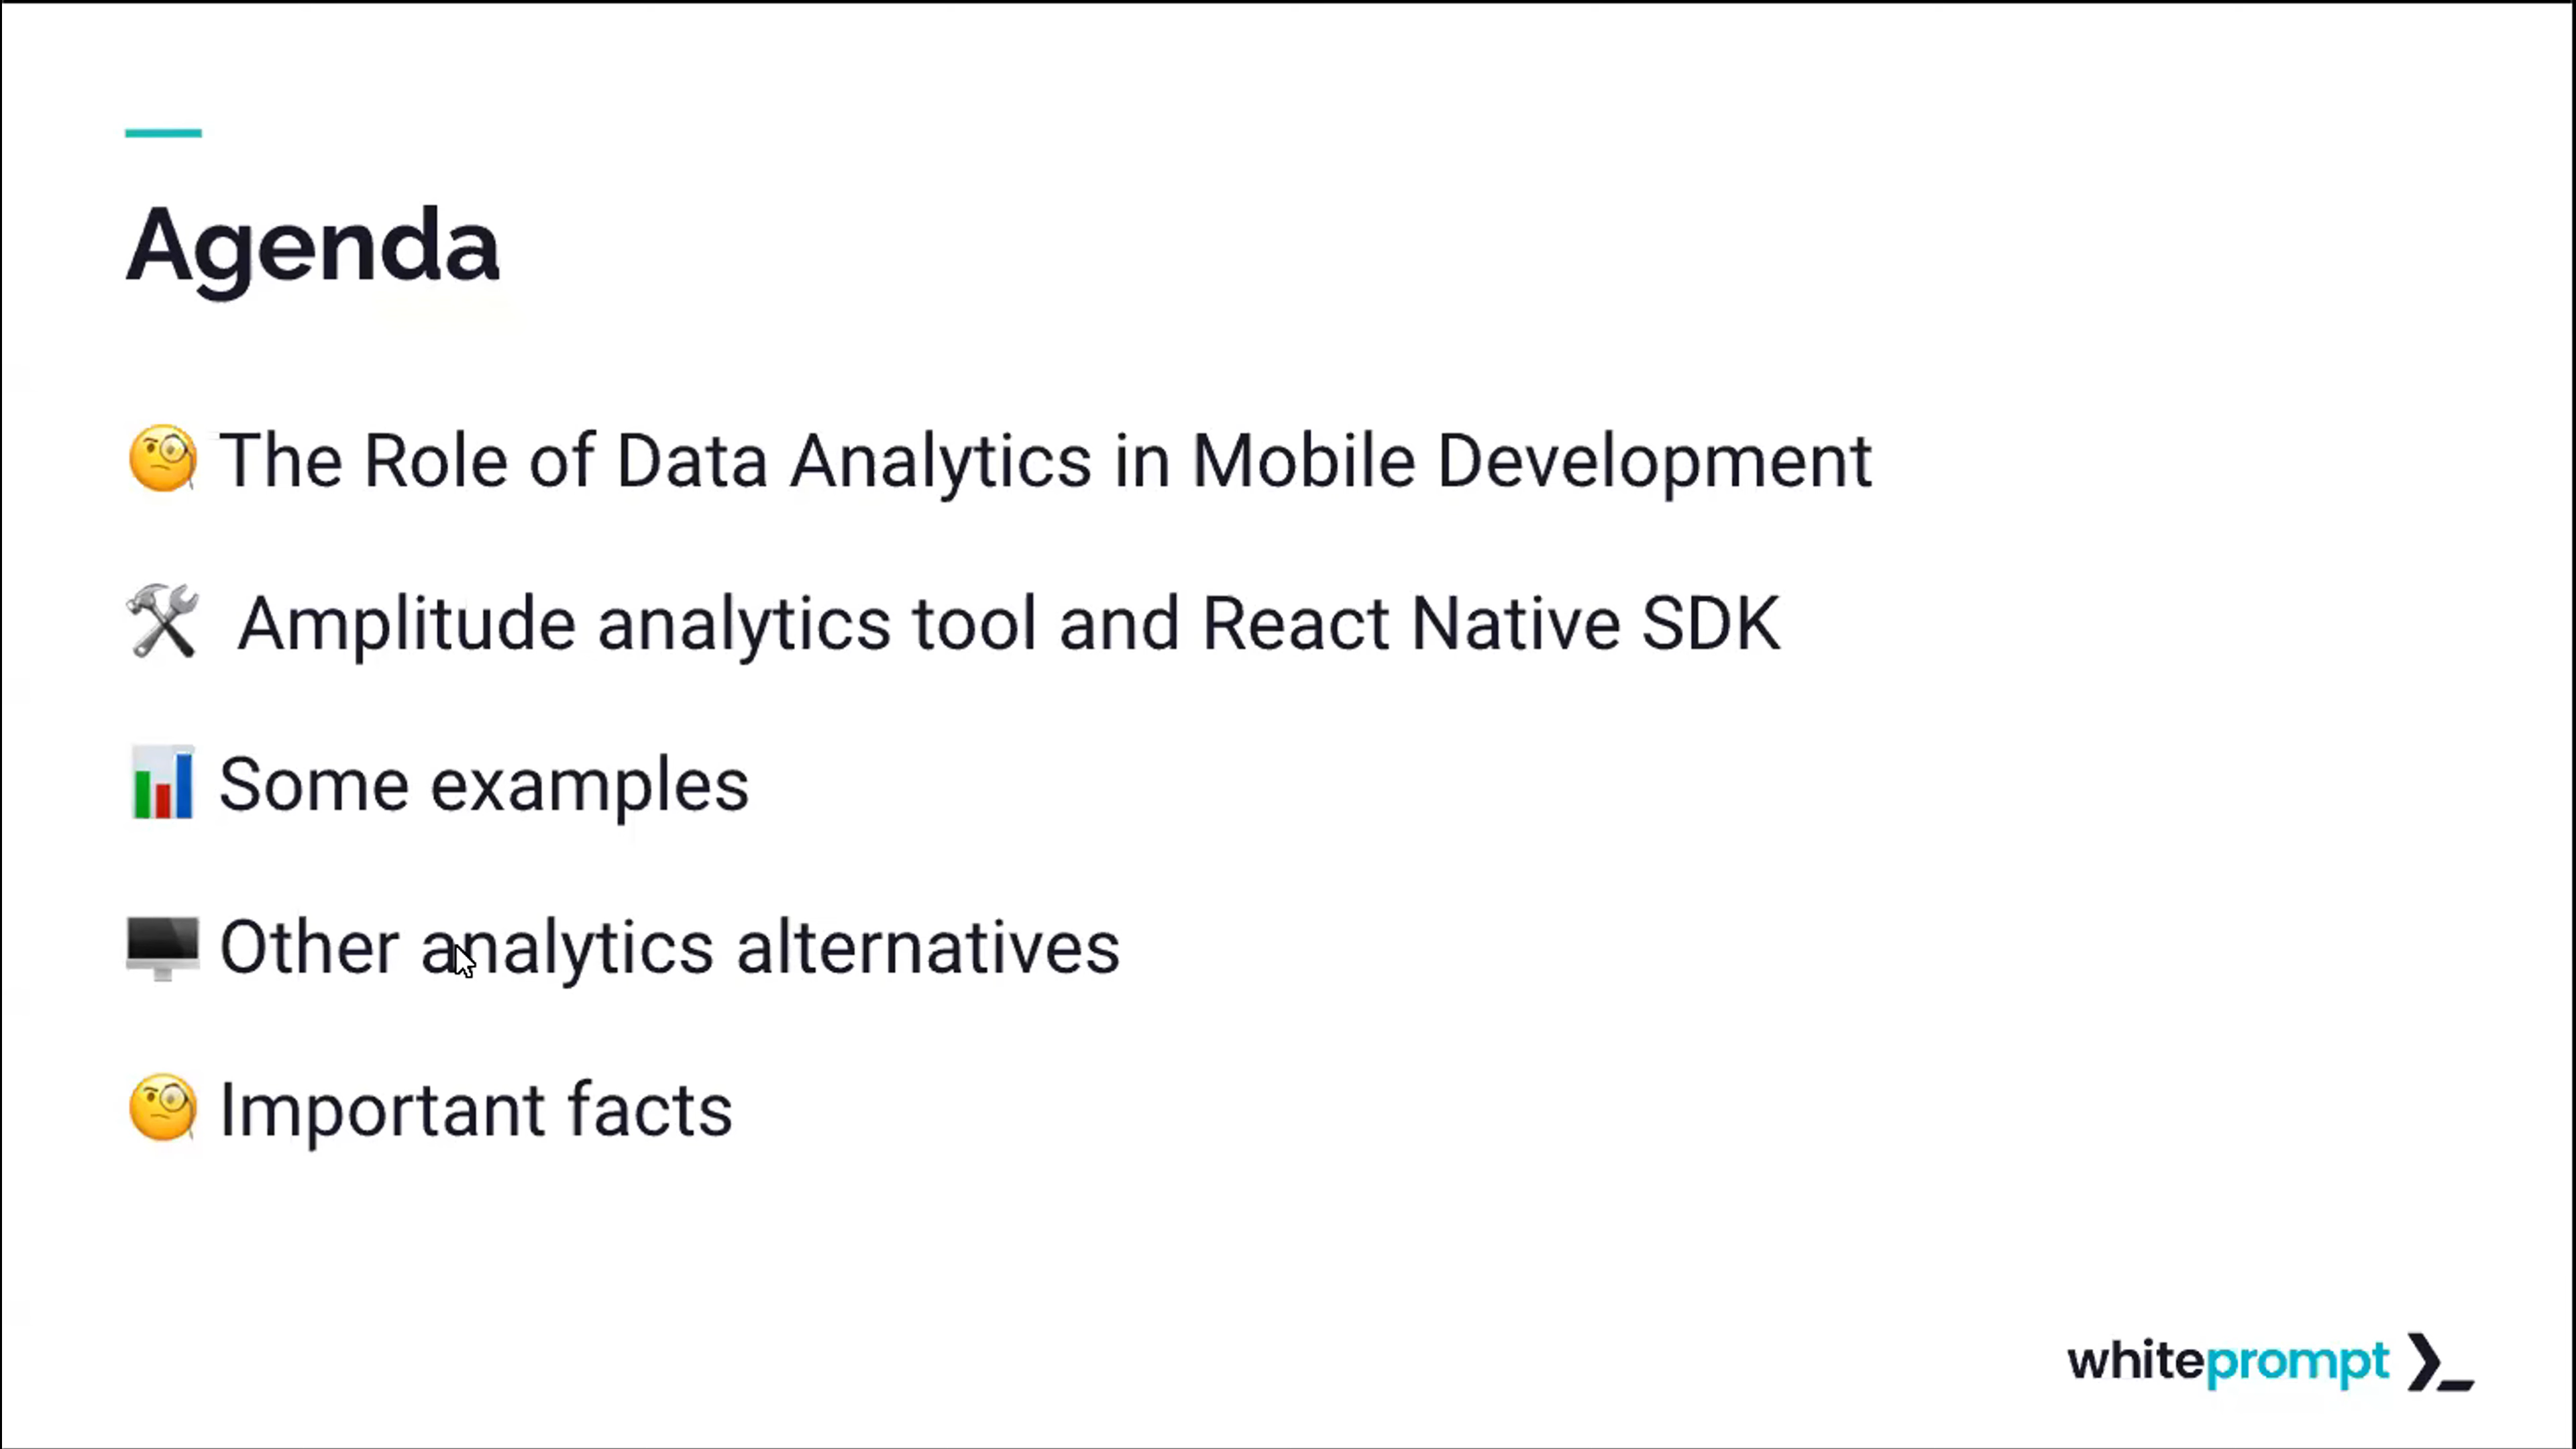 Agenda
🧐 The Role of Data Analytics in Mobile Development
🛠 Amplitude analytics tool and React Native SDK
📊 Some examples
🖥 Other analytics alternatives
🧐 Important facts
whiteprompt